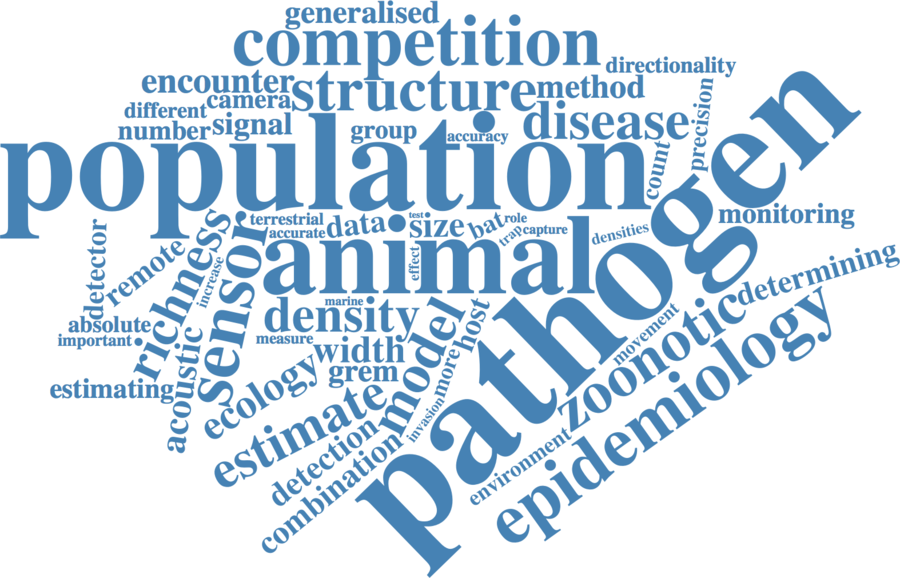 generalised
competition
directionality
encounter
structure
method
camera
different
number
signal
group
accuracy
disease
precision
count
population
pathogen
monitoring
terrestrial
accurate
data
test
size
bat
role
trap
capture
densities
detector
remote
richness
increase
sensor
animal
effect
determining
absolute
important
marine
density
measure
model
host
zoonotic
movement
width
grem
more
estimating
acoustic
ecology
estimate
invasion
epidemiology
detection
combination
environment